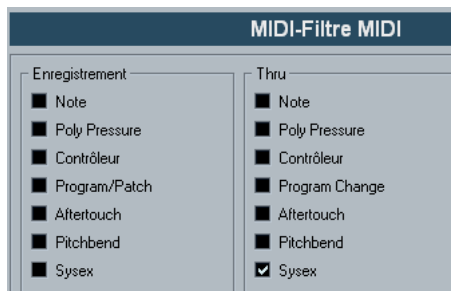 MIDI-Filtre MIDI
Enregistrement
Note
Poly Pressure
Contrôleur
Program/Patch
Aftertouch
Pitchbend
Sysex
Thru
Note
Poly Pressure
Contrôleur
Program Change
Aftertouch
Pitchbend
Sysex